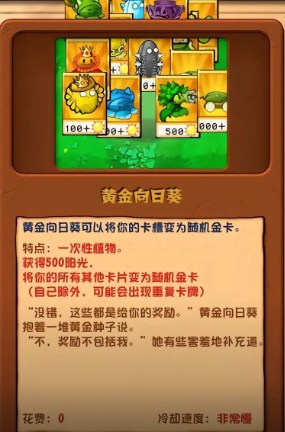 0+
100+
500
000+
黄金向日葵
黄金向日葵可以将你的卡槽变为随机金卡。
特点：一次性植物。
获得500阳光，
将你的所有其他卡片变为随机金卡
（自己除外，可能会出现重复卡牌）
“没错，这些都是给你的奖励。”黄金向日葵
抱着一堆黄金种子说。
“不，奖励不包括我。”她有些害羞地补充道。
花费：0
冷却速度：非常慢